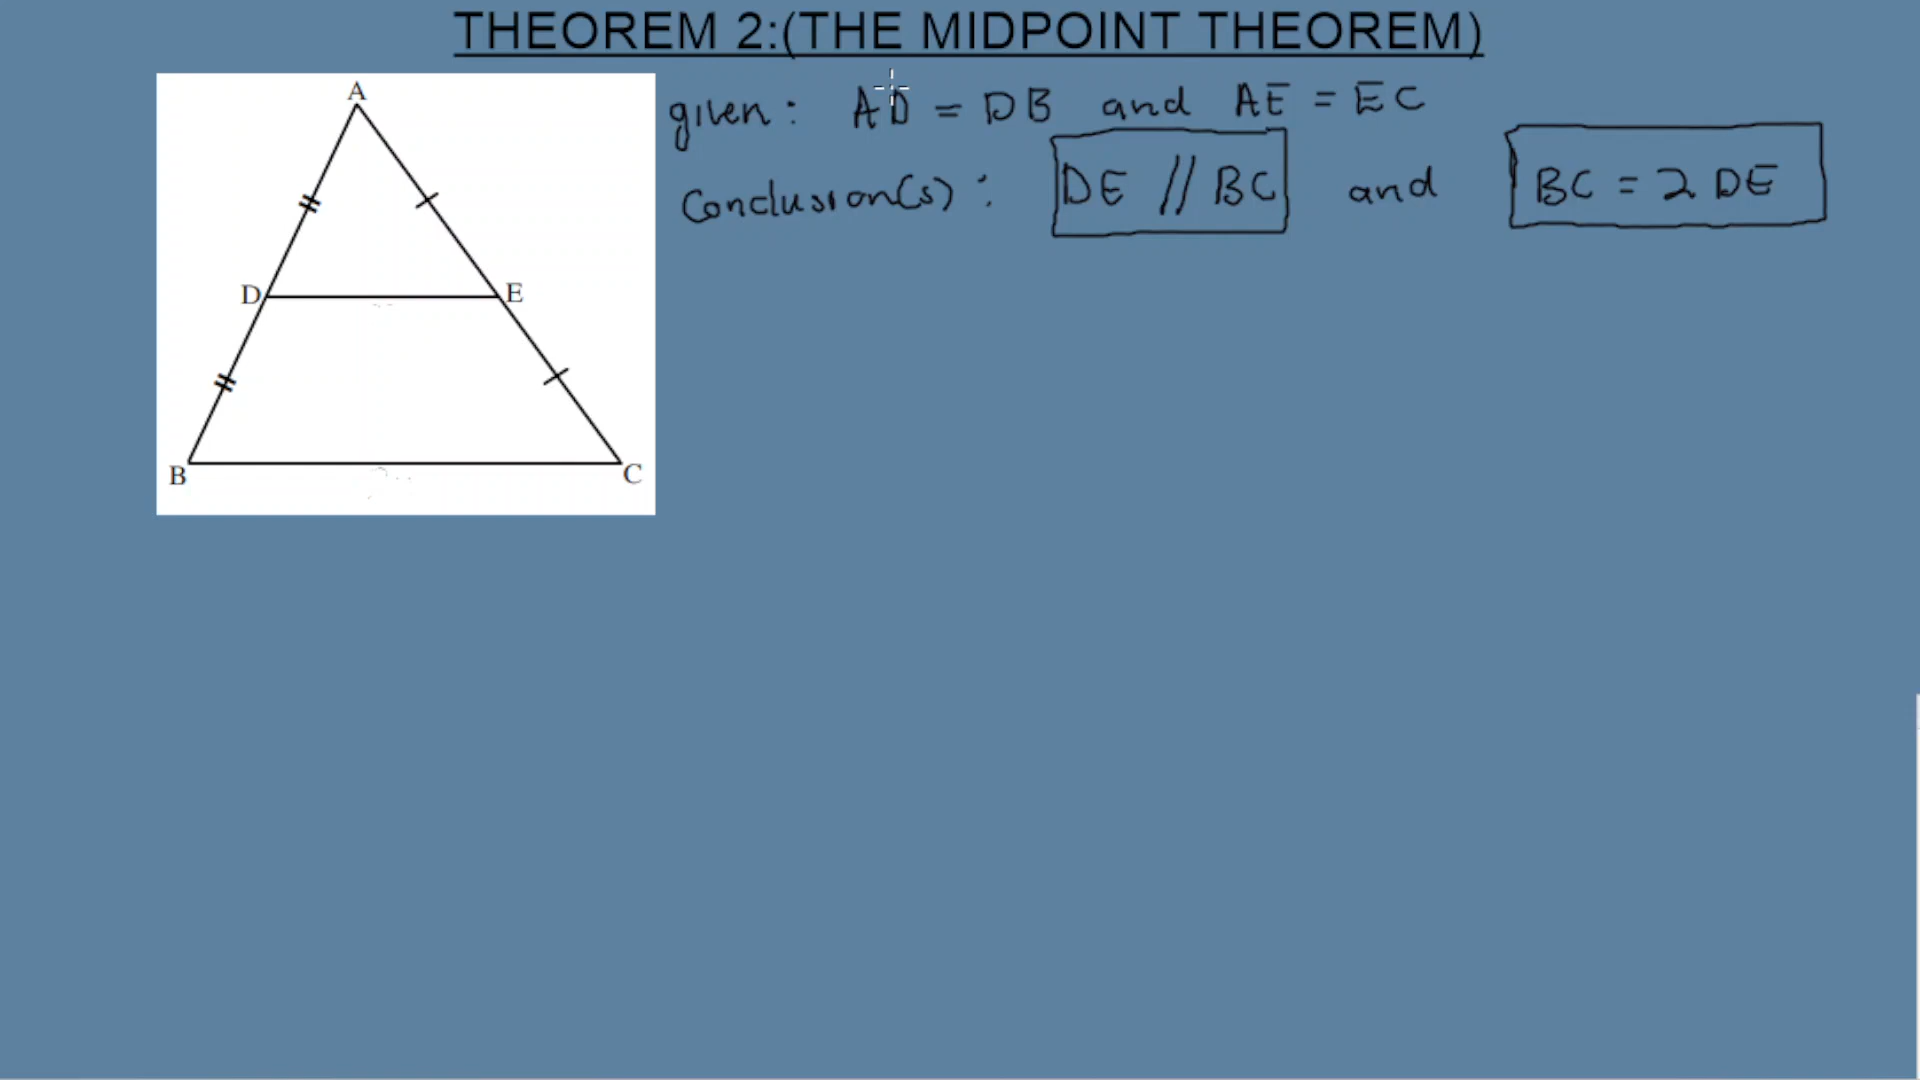 THEOREM 2:(THE MIDPOINT THEOREM)
given: AD = DB and AE = EC
Conclusion(s): DE // BC and BC = 2 DE
A
D E
B C